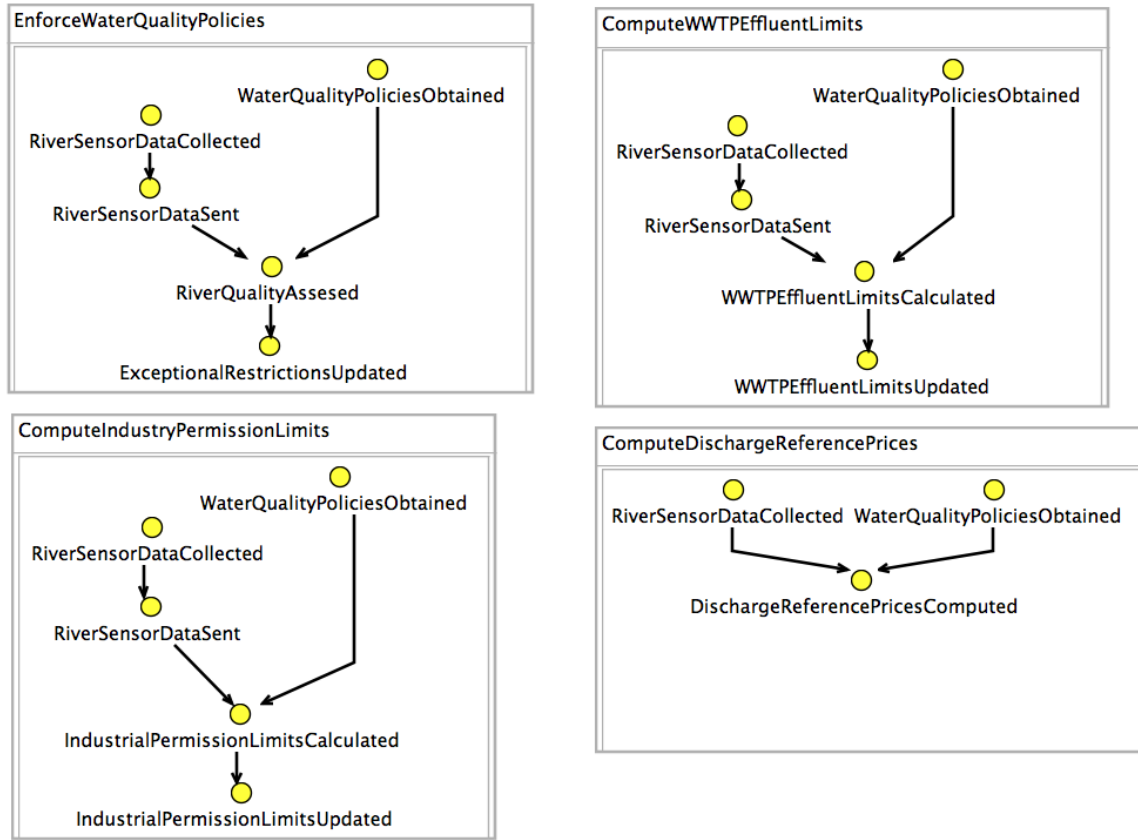 EnforceWaterQualityPolicies
WaterQualityPoliciesObtained
RiverSensorDataCollected
RiverSensorDataSent
RiverQualityAssesed
ExceptionalRestrictionsUpdated
ComputeWWTPEffluentLimits
WaterQualityPoliciesObtained
RiverSensorDataCollected
RiverSensorDataSent
WWTPEffluentLimitsCalculated
WWTPEffluentLimitsUpdated
ComputeIndustryPermissionLimits
WaterQualityPoliciesObtained
RiverSensorDataCollected
RiverSensorDataSent
IndustrialPermissionLimitsCalculated
IndustrialPermissionLimitsUpdated
ComputeDischargeReferencePrices
RiverSensorDataCollected WaterQualityPoliciesObtained
DischargeReferencePricesComputed